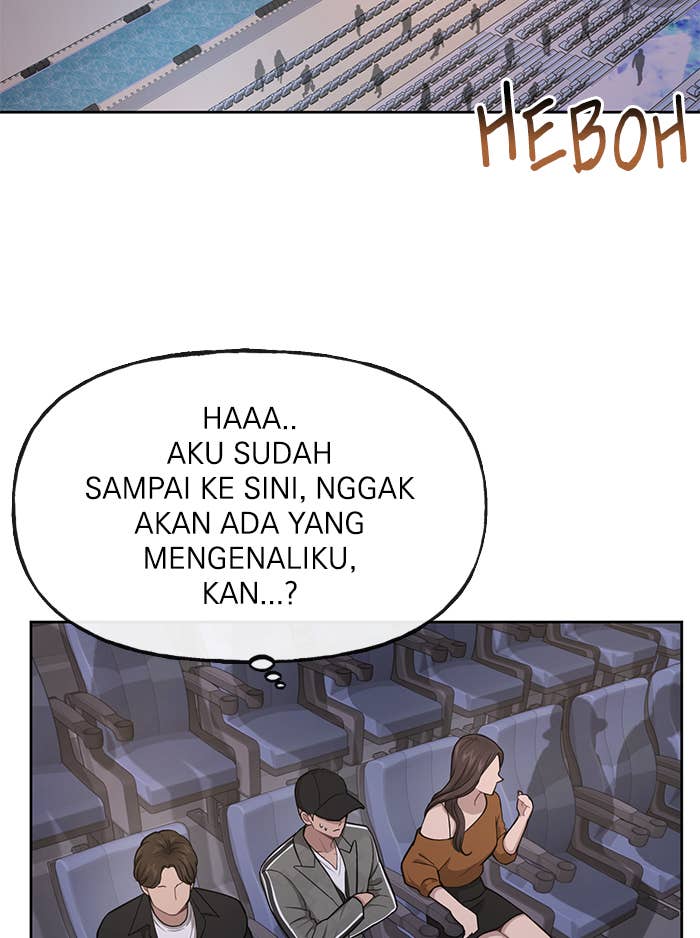 HEBOH
HAAA..
AKU SUDAH
SAMPAI KE SINI, NGGAK
AKAN ADA YANG
MENGENALIKU,
KAN...?